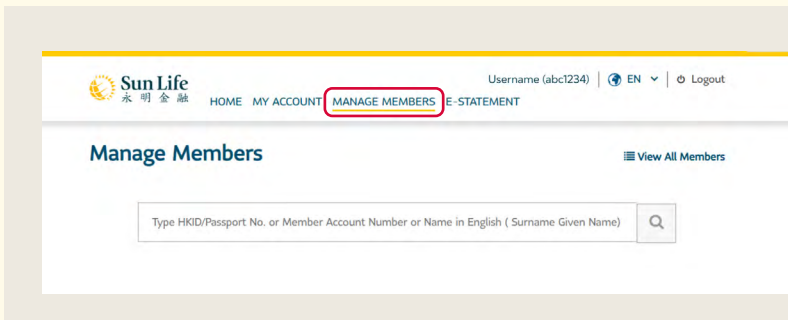 Username (abc1234) | EN | Logout
Sun Life
永明金融
HOME MY ACCOUNT MANAGE MEMBERS E-STATEMENT
Manage Members
View All Members
Type HKID/Passport No. or Member Account Number or Name in English ( Surname Given Name)